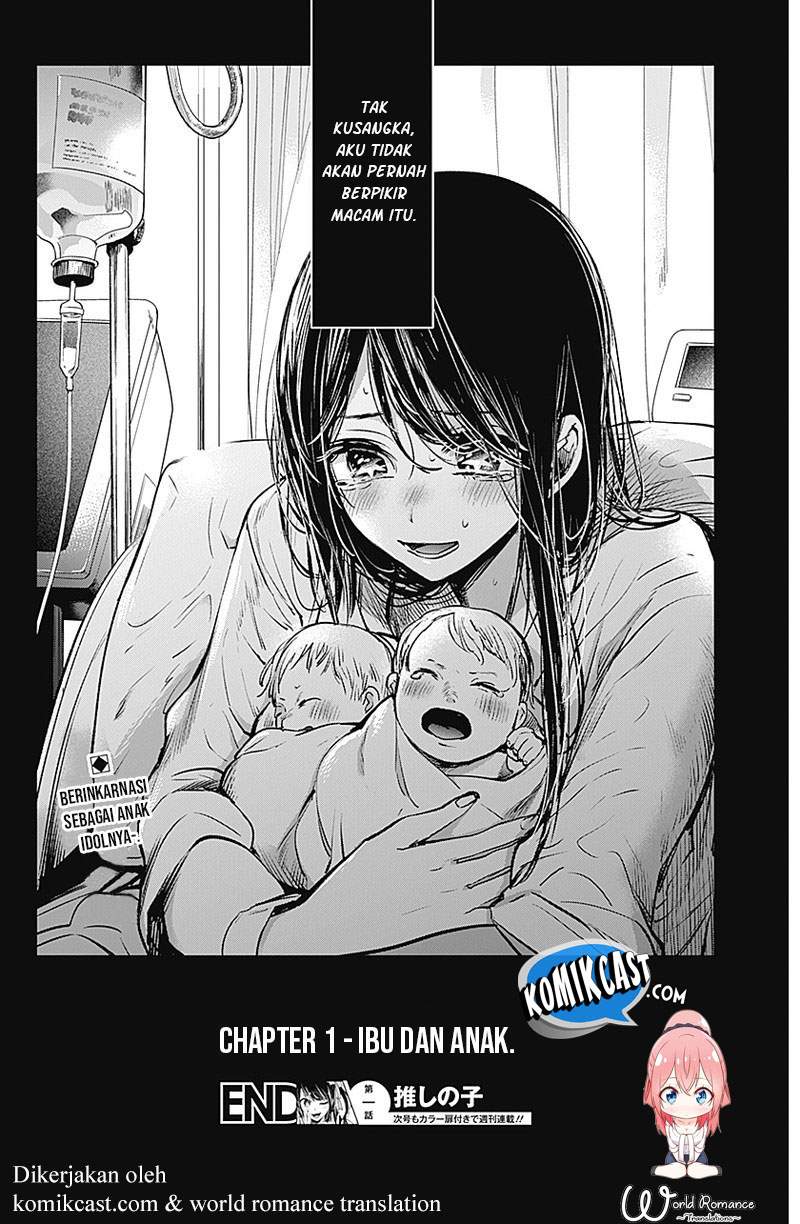 TAK
KUSANGKA,
AKU TIDAK
AKAN PERNAH
BERPIKIR
MACAM ITU.
BERINKARNASI
SEBAGAI ANAK
IDOLNYA-.
KOMIKCAST.COM
CHAPTER 1 - IBU DAN ANAK.
END 第一話 推しの子
次号もカラー扉付きで週刊連載!!
Dikerjakan oleh
komikcast.com & world romance translation
World Romance
~Translations~